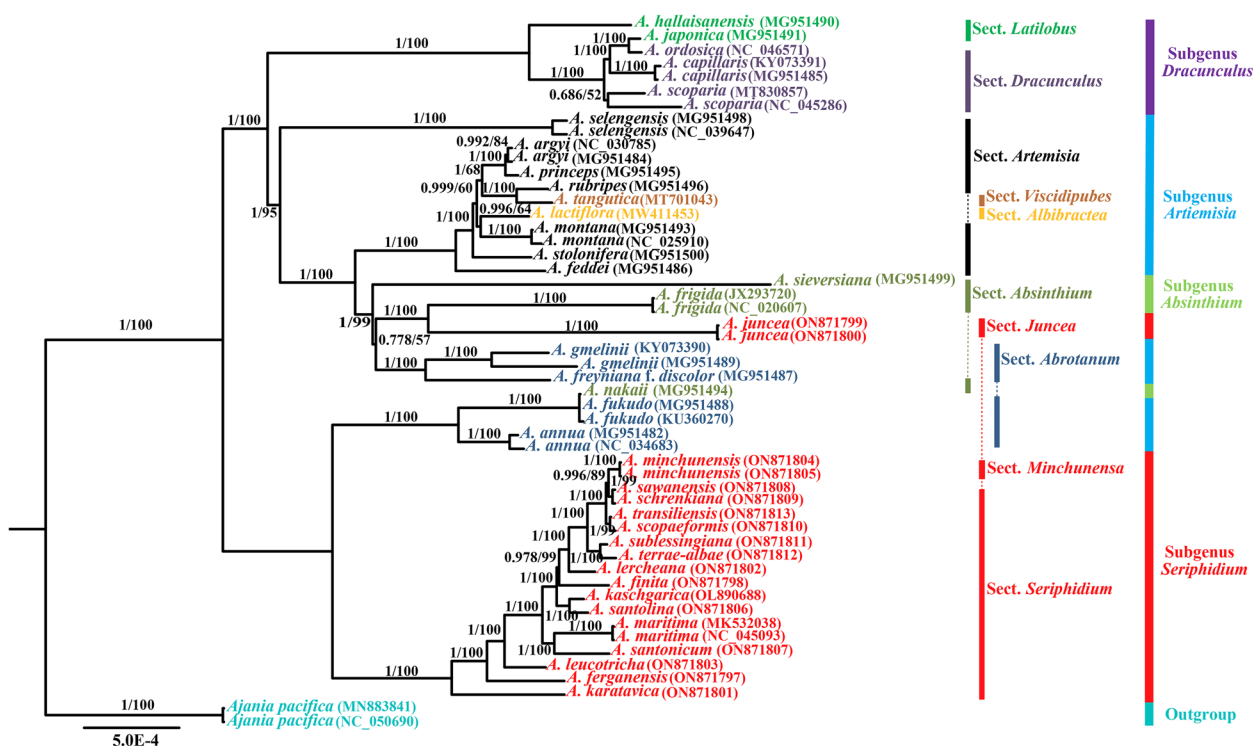 A. hallaisanensis (MG951490)
A. japonica (MG951491)
A. ordosica (NC_046571)
A. capillaris (KY073391)
A. capillaris (MG951485)
A. scoparia (MT830857)
A. scoparia (NC_045286)
A. selengensis (MG951498)
A. selengensis (NC_039647)
A. argyi (NC_030785)
A. argyi (MG951484)
A. princeps (MG951495)
A. rubripes (MG951496)
A. tangutica (MT701043)
A. lactiflora (MW411453)
A. montana (MG951493)
A. montana (NC_025910)
A. stolonifera (MG951500)
A. feddei (MG951486)
A. sieversiana (MG951499)
A. frigida (JX293720)
A. frigida (NC_020607)
A. juncea (ON871799)
A. juncea (ON871800)
A. gmelinii (KY073390)
A. gmelinii (MG951489)
A. freyniana f. discolor (MG951487)
A. nakaii (MG951494)
A. fukudo (MG951488)
A. fukudo (KU360270)
A. annua (MG951482)
A. annua (NC_034683)
A. minchunensis (ON871804)
A. minchunensis (ON871805)
A. sawanensis (ON871808)
A. schrenkiana (ON871809)
A. transiliensis (ON871813)
A. scopaeformis (ON871810)
A. sublessingiana (ON871811)
A. terrae-albae (ON871812)
A. lercheana (ON871802)
A. finita (ON871798)
A. kaschgarica (OL890688)
A. santolina (ON871806)
A. maritima (MK532038)
A. maritima (NC_045093)
A. santonicum (ON871807)
A. leucotricha (ON871803)
A. ferganensis (ON871797)
A. karatavica (ON871801)
Ajania pacifica (MN883841)
Ajania pacifica (NC_050690)
1/100
1/100
1/100
1/100
1/100
0.686/52
1/100
1/100
1/95
0.992/84
1/100
1/68
0.999/60
1/100
0.996/64
1/100
1/100
1/100
1/100
1/100
1/99
1/100
1/100
0.778/57
1/100
1/100
1/100
1/100
1/100
1/100
0.996/89
1/99
1/100
1/99
1/100
1/100
0.978/99
1/100
1/100
1/100
1/100
1/100
1/100
1/100
1/100
5.0E-4
Sect. Latilobus
Sect. Dracunculus
Sect. Artemisia
Sect. Viscidipubes
Sect. Albibractea
Sect. Absinthium
Sect. Juncea
Sect. Abrotanum
Sect. Minchunensa
Sect. Seriphidium
Subgenus
Dracunculus
Subgenus
Artiemisia
Subgenus
Absinthium
Subgenus
Seriphidium
Outgroup